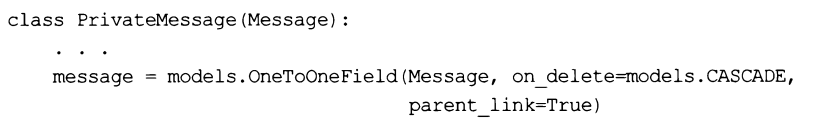 class PrivateMessage(Message):
. . .
message = models.OneToOneField(Message, on_delete=models.CASCADE,
parent_link=True)